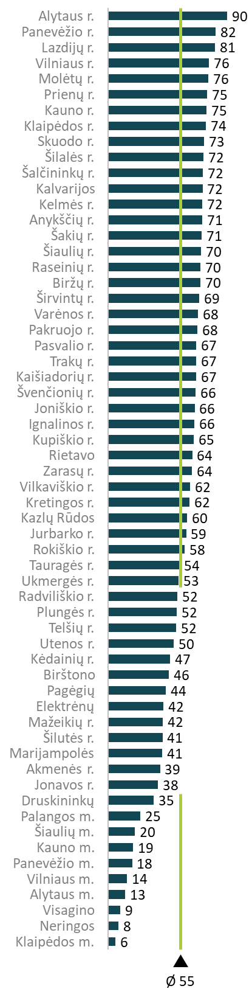 Alytaus r. 90
Panevėžio r. 82
Lazdijų r. 81
Vilniaus r. 76
Molėtų r. 76
Prienų r. 75
Kauno r. 75
Klaipėdos r. 74
Skuodo r. 73
Šilalės r. 72
Šalčininkų r. 72
Kalvarijos 72
Kelmės r. 72
Anykščių r. 71
Šakių r. 71
Šiaulių r. 70
Raseinių r. 70
Biržų r. 70
Širvintų r. 69
Varėnos r. 68
Pakruojo r. 68
Pasvalio r. 67
Trakų r. 67
Kaišiadorių r. 67
Švenčionių r. 66
Joniškio r. 66
Ignalinos r. 66
Kupiškio r. 65
Rietavo 64
Zarasų r. 64
Vilkaviškio r. 62
Kretingos r. 62
Kazlų Rūdos 60
Jurbarko r. 59
Rokiškio r. 58
Tauragės r. 54
Ukmergės r. 53
Radviliškio r. 52
Plungės r. 52
Telšių r. 52
Utenos r. 50
Kėdainių r. 47
Birštono 46
Pagėgių 44
Elektrėnų 42
Mažeikių r. 42
Šilutės r. 41
Marijampolės 41
Akmenės r. 39
Jonavos r. 38
Druskininkų 35
Palangos m. 25
Šiaulių m. 20
Kauno m. 19
Panevėžio m. 18
Vilniaus m. 14
Alytaus m. 13
Visagino 9
Neringos 8
Klaipėdos m. 6
Ø 55